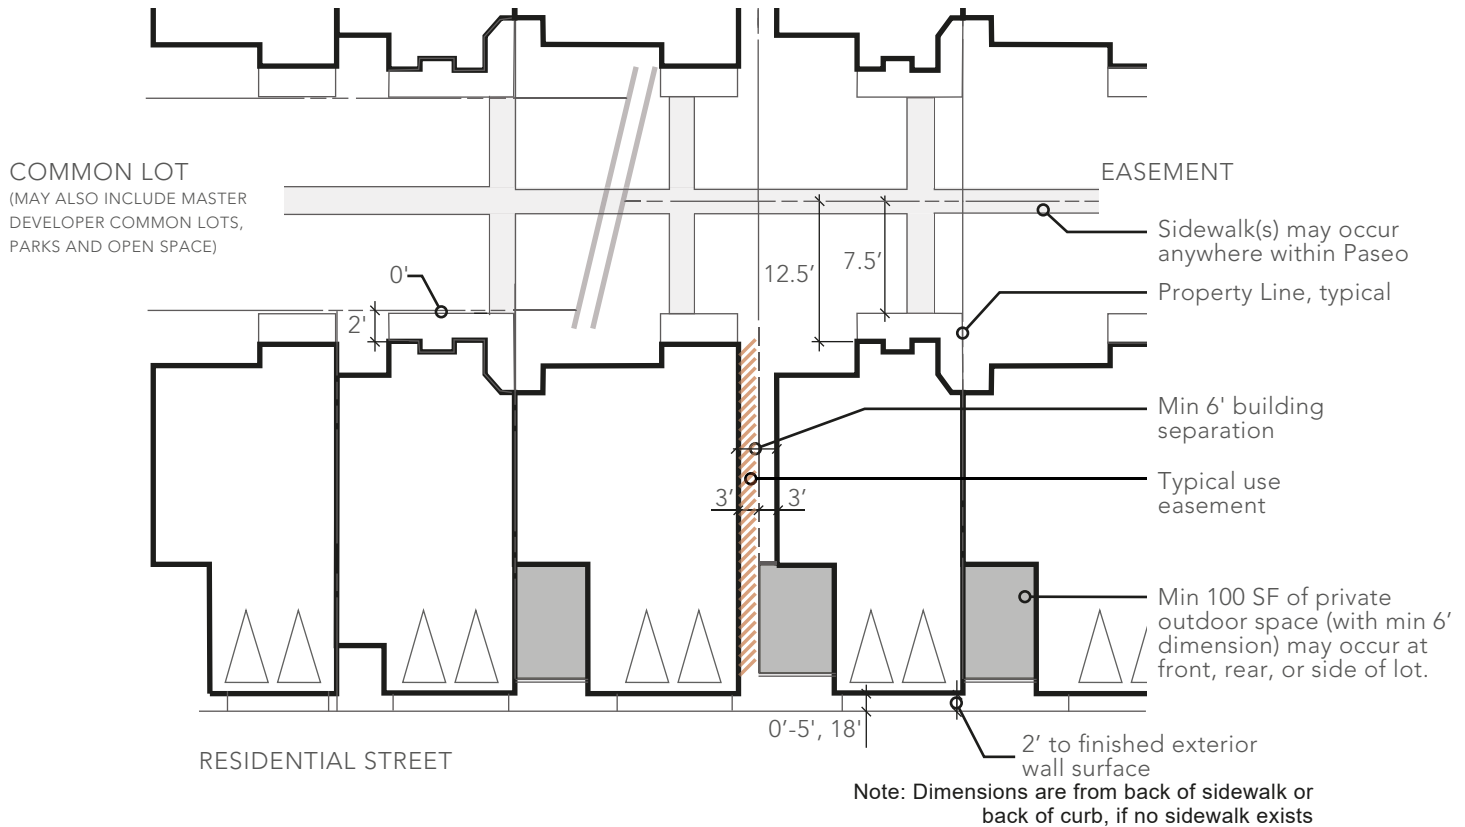 COMMON LOT
(MAY ALSO INCLUDE MASTER
DEVELOPER COMMON LOTS,
PARKS AND OPEN SPACE)
EASEMENT
Sidewalk(s) may occur
anywhere within Paseo
0'
12.5’
7.5’
Property Line, typical
2'
Min 6' building
separation
Typical use
easement
3’
3’
Min 100 SF of private
outdoor space (with min 6’
dimension) may occur at
front, rear, or side of lot.
0’-5', 18'
RESIDENTIAL STREET
2’ to finished exterior
wall surface
Note: Dimensions are from back of sidewalk or
back of curb, if no sidewalk exists